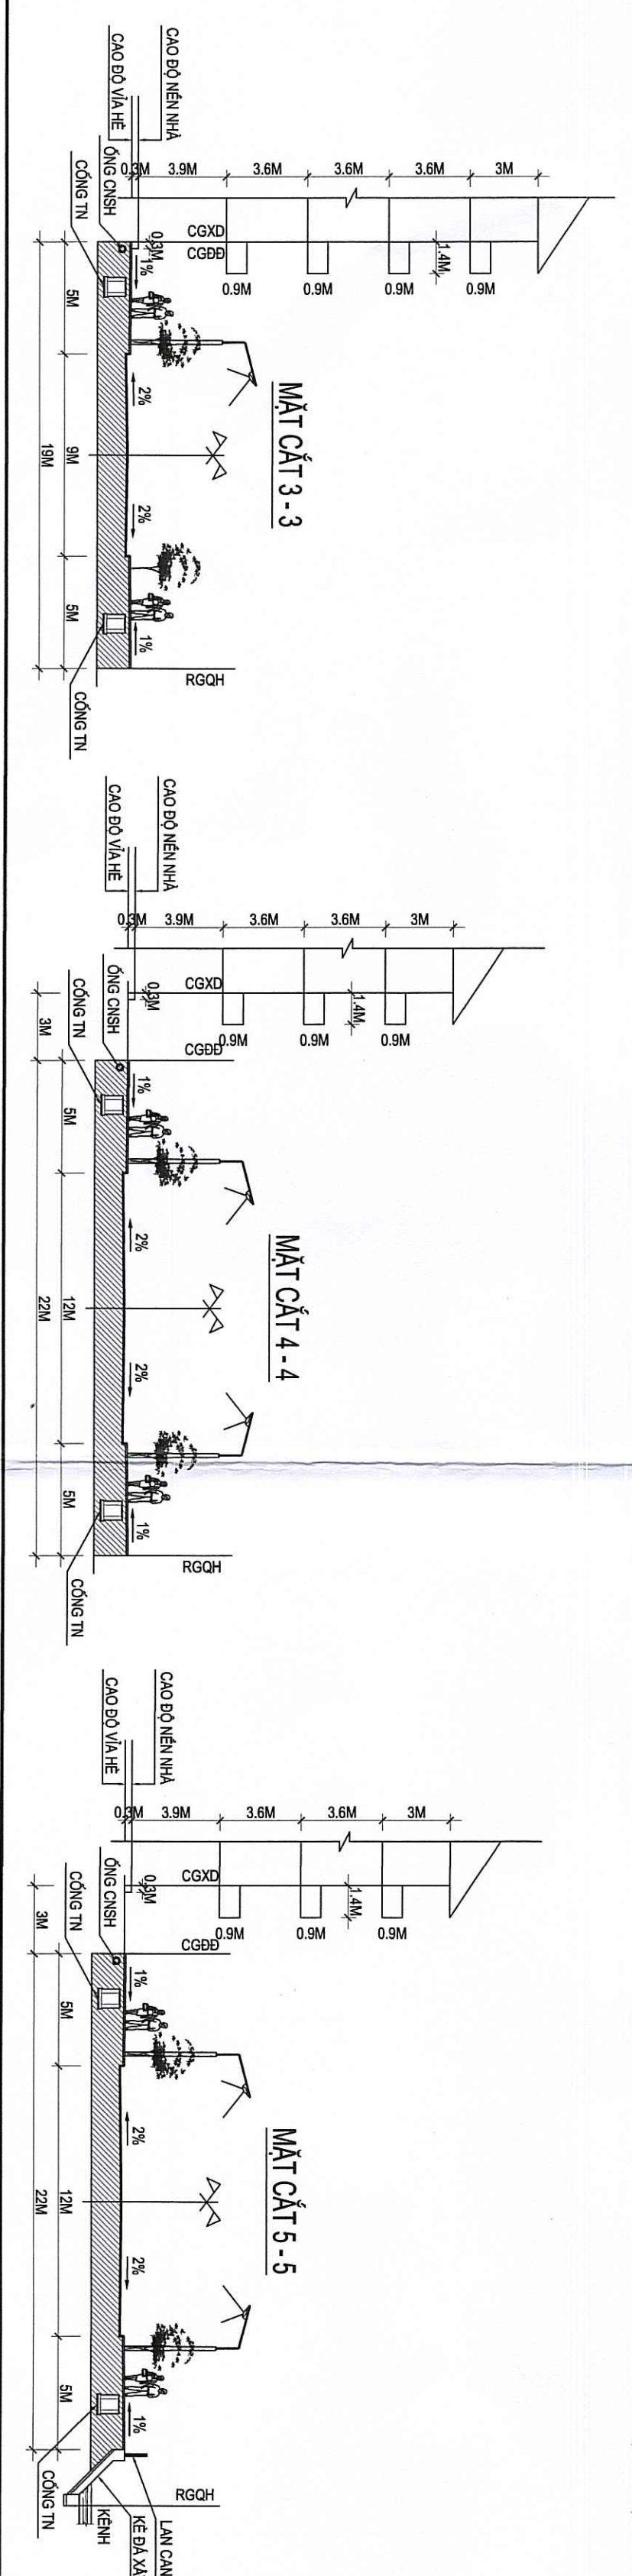 MẶT CẮT 3 - 3
CAO ĐỘ NỀN NHÀ
CAO ĐỘ VỈA HÈ
0.3M
3.9M
3.6M
3.6M
3.6M
3M
CGXD
CGĐĐ
0.3M
1.4M
0.9M
0.9M
0.9M
0.9M
ỐNG CNSH
CỐNG TN
1%
2%
2%
1%
RGQH
CỐNG TN
5M
9M
5M
19M
MẶT CẮT 4 - 4
CAO ĐỘ NỀN NHÀ
CAO ĐỘ VỈA HÈ
0.3M
3.9M
3.6M
3.6M
3M
CGXD
CGĐĐ
0.3M
1.4M
0.9M
0.9M
0.9M
ỐNG CNSH
CỐNG TN
1%
2%
2%
1%
RGQH
CỐNG TN
3M
5M
12M
5M
22M
MẶT CẮT 5 - 5
CAO ĐỘ NỀN NHÀ
CAO ĐỘ VỈA HÈ
0.3M
3.9M
3.6M
3.6M
3M
CGXD
CGĐĐ
0.3M
1.4M
0.9M
0.9M
0.9M
ỐNG CNSH
CỐNG TN
1%
2%
2%
1%
RGQH
LAN CAN
KÈ ĐÁ XÂ
KÊNH
CỐNG TN
3M
5M
12M
5M
22M